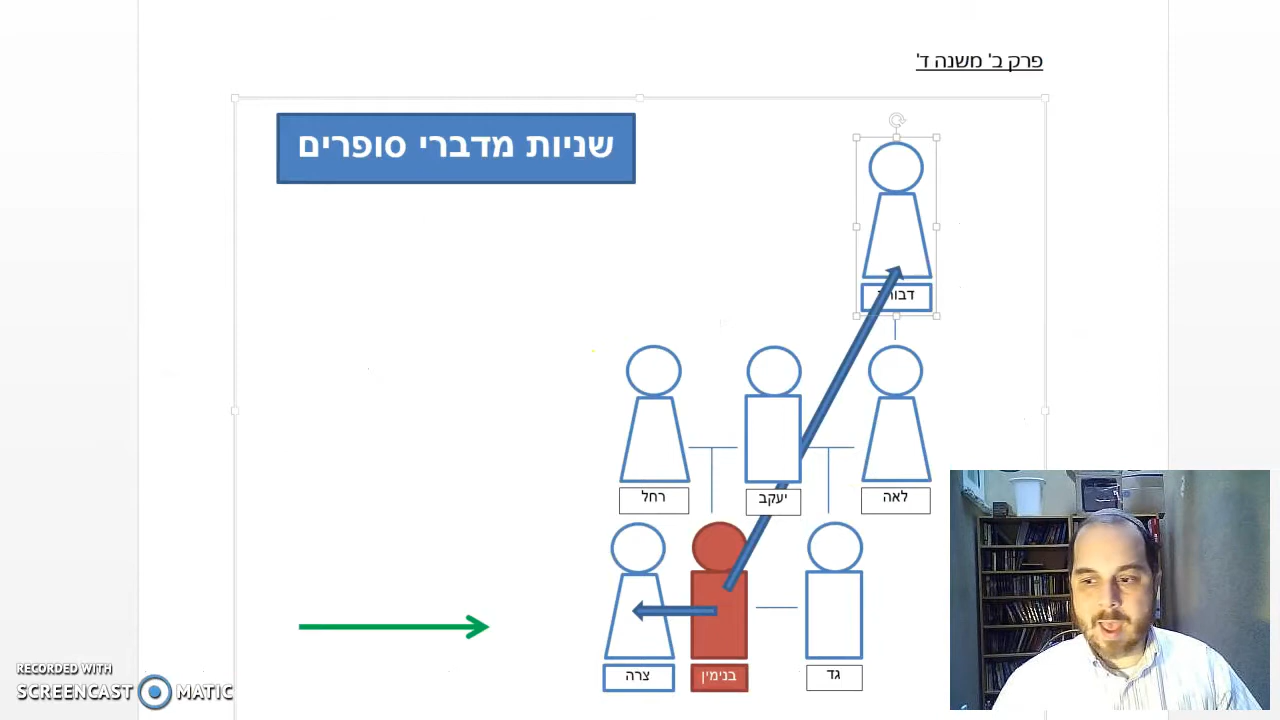 פרק ב' משנה ד'
שניות מדברי סופרים
רחל
יעקב
לאה
צרה
בנימין
גד
RECORDED WITH
SCREENCAST MATIC